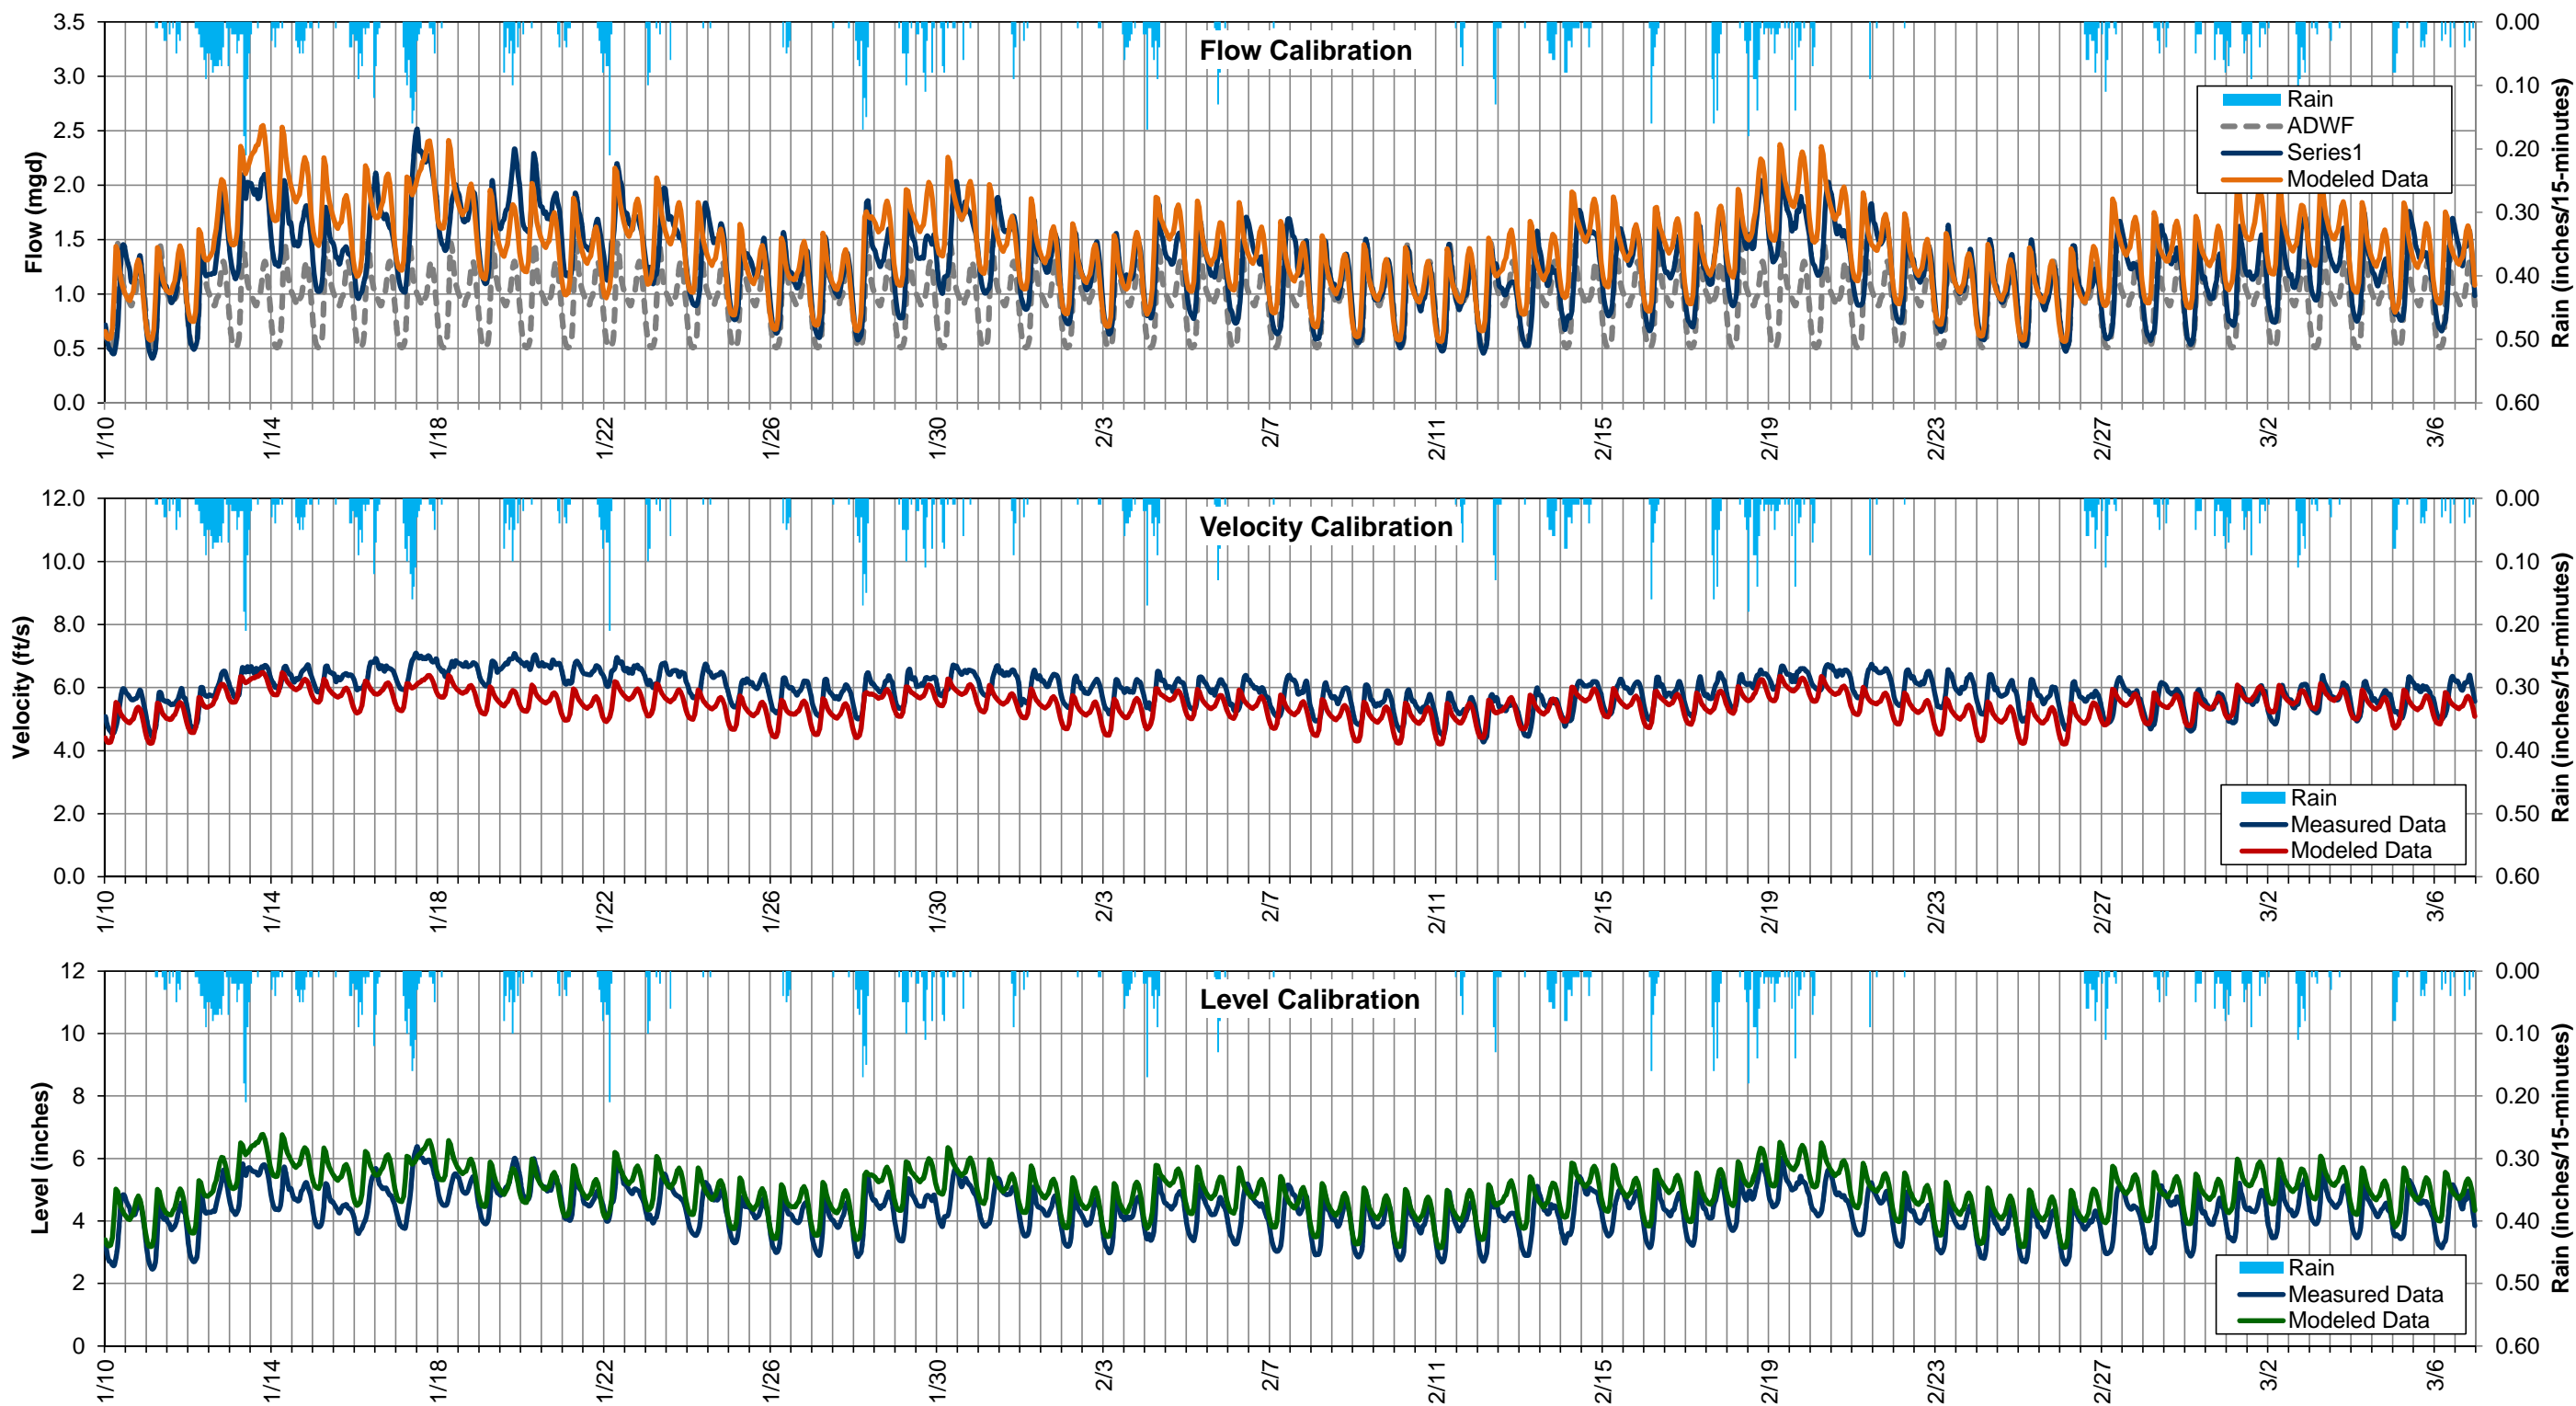 Flow Calibration
Flow (mgd)
3.5
3.0
2.5
2.0
1.5
1.0
0.5
0.0
Rain
ADWF
Series1
Modeled Data
0.00
0.10
0.20
0.30
0.40
0.50
0.60
Rain (inches/15-minutes)
1/10 1/14 1/18 1/22 1/26 1/30 2/3 2/7 2/11 2/15 2/19 2/23 2/27 3/2 3/6
Velocity Calibration
Velocity (ft/s)
12.0
10.0
8.0
6.0
4.0
2.0
0.0
Rain
Measured Data
Modeled Data
0.00
0.10
0.20
0.30
0.40
0.50
0.60
Rain (inches/15-minutes)
1/10 1/14 1/18 1/22 1/26 1/30 2/3 2/7 2/11 2/15 2/19 2/23 2/27 3/2 3/6
Level Calibration
Level (inches)
12
10
8
6
4
2
0
Rain
Measured Data
Modeled Data
0.00
0.10
0.20
0.30
0.40
0.50
0.60
Rain (inches/15-minutes)
1/10 1/14 1/18 1/22 1/26 1/30 2/3 2/7 2/11 2/15 2/19 2/23 2/27 3/2 3/6